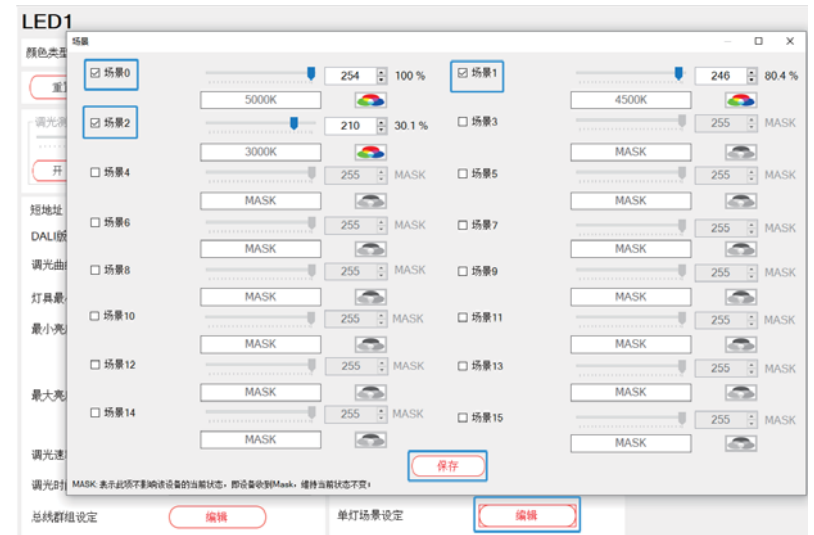 LED1
场景
颜色类型
☑ 场景0 254 100 % ☑ 场景1 246 80.4 %
5000K 4500K
☑ 场景2 210 30.1 % ☐ 场景3 255 MASK
3000K MASK
开
☐ 场景4 255 MASK ☐ 场景5 255 MASK
MASK MASK
短地址
☐ 场景6 255 MASK ☐ 场景7 255 MASK
DALI版
MASK MASK
调光曲
☐ 场景8 255 MASK ☐ 场景9 255 MASK
灯具最
MASK MASK
☐ 场景10 255 MASK ☐ 场景11 255 MASK
最小亮
MASK MASK
☐ 场景12 255 MASK ☐ 场景13 255 MASK
最大亮
MASK MASK
☐ 场景14 255 MASK ☐ 场景15 255 MASK
MASK MASK
调光速
保存
调光时
MASK: 表示此项不影响该设备的当前状态，即设备收到Mask，维持当前状态不变!
总线群组设定 编辑 单灯场景设定 编辑